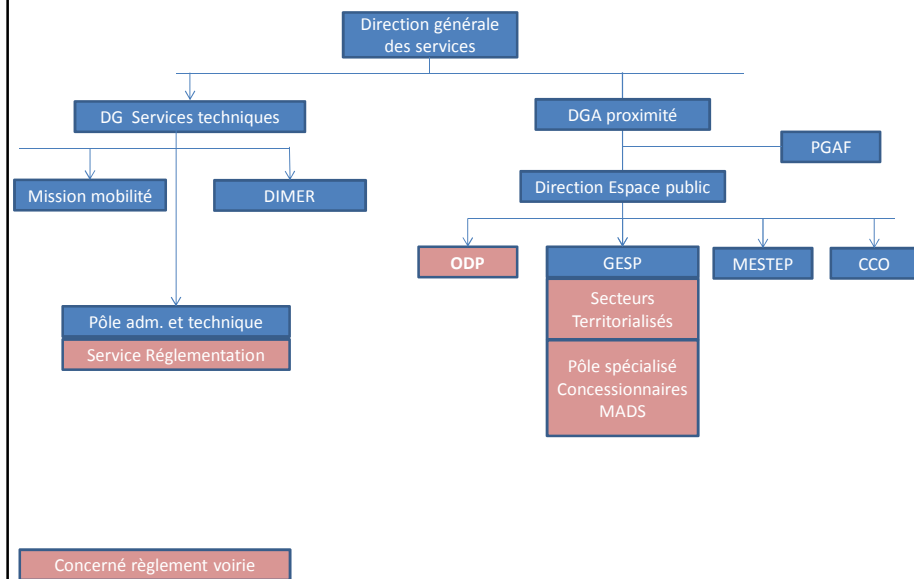 Direction générale
des services
DG Services techniques
DGA proximité
PGAF
Mission mobilité
DIMER
Direction Espace public
ODP
GESP
MESTEP
CCO
Secteurs
Territorialisés
Pôle adm. et technique
Service Réglementation
Pôle spécialisé
Concessionnaires
MADS
Concerné règlement voirie